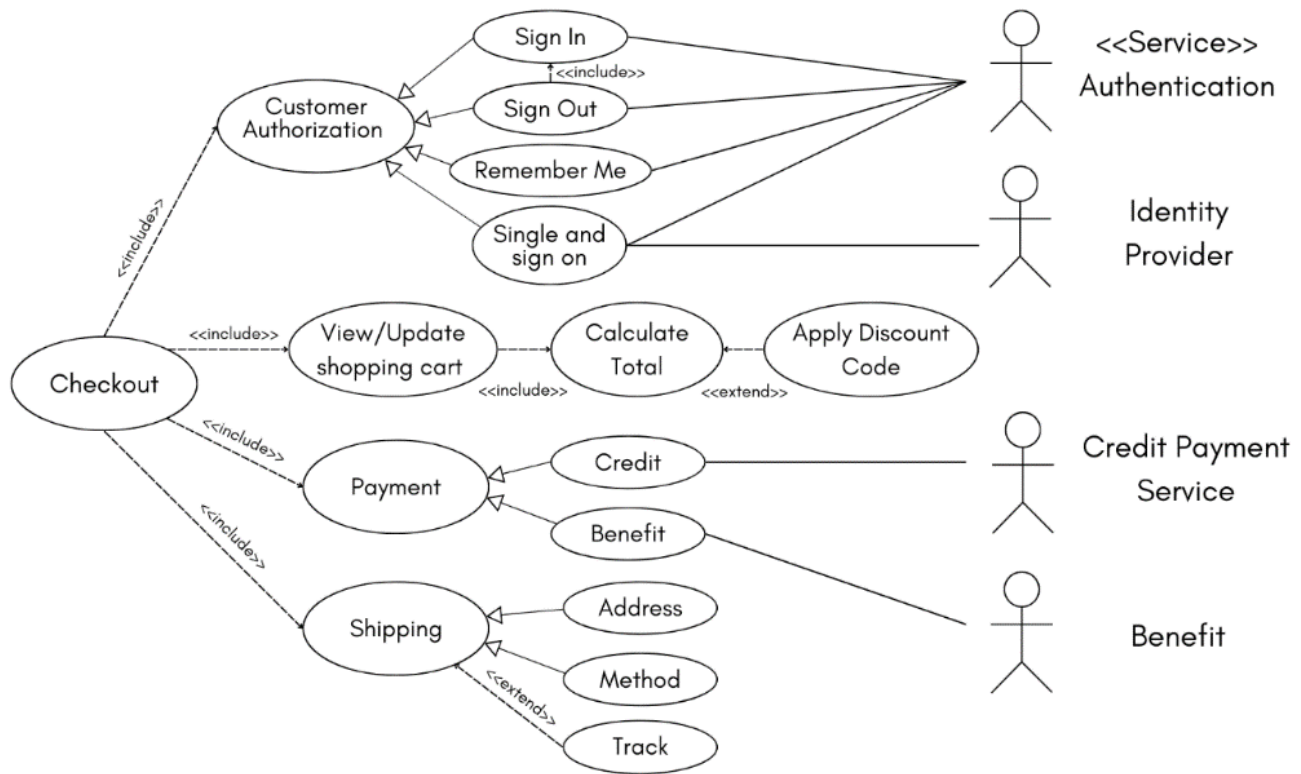 Sign In
<<Service>>
Authentication
<<include>>
Customer
Authorization
Sign Out
Remember Me
<<include>>
Single and
sign on
Identity
Provider
<<include>>
View/Update
shopping cart
<<include>>
Calculate
Total
<<extend>>
Apply Discount
Code
Checkout
<<include>>
Payment
Credit
Credit Payment
Service
Benefit
<<include>>
Shipping
Address
Benefit
Method
<<extend>>
Track